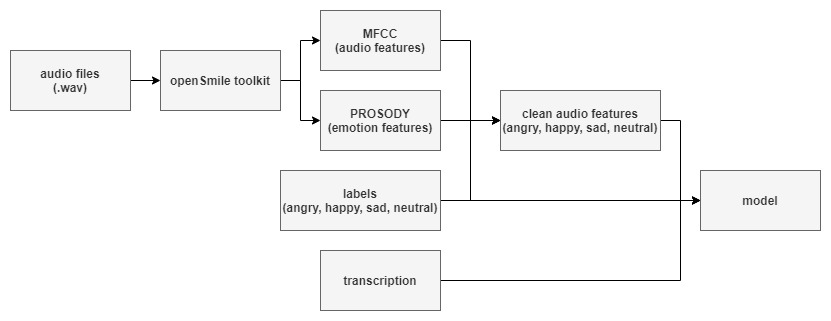 MFCC
(audio features)
audio files
(.wav)
openSmile toolkit
PROSODY
(emotion features)
clean audio features
(angry, happy, sad, neutral)
labels
(angry, happy, sad, neutral)
model
transcription